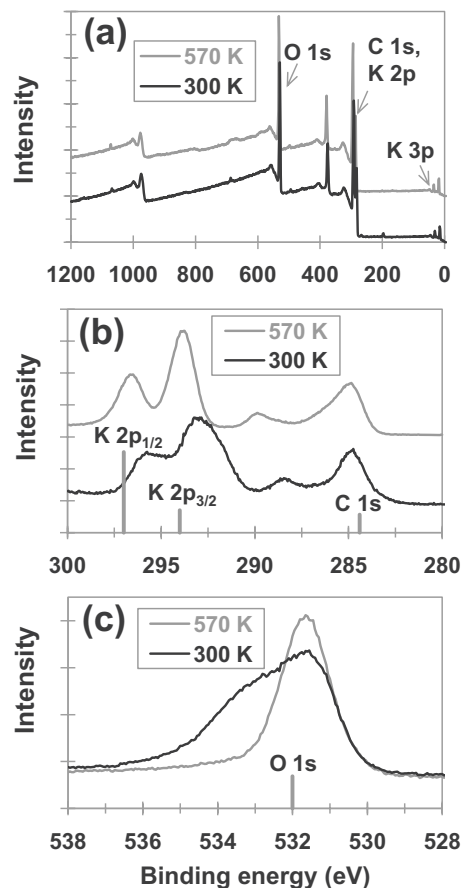 (a)
570 K
300 K
O 1s
C 1s,
K 2p
K 3p
Intensity
1200 1000 800 600 400 200 0
(b)
570 K
300 K
K 2p1/2
K 2p3/2
C 1s
Intensity
300 295 290 285 280
(c)
570 K
300 K
O 1s
Intensity
538 536 534 532 530 528
Binding energy (eV)